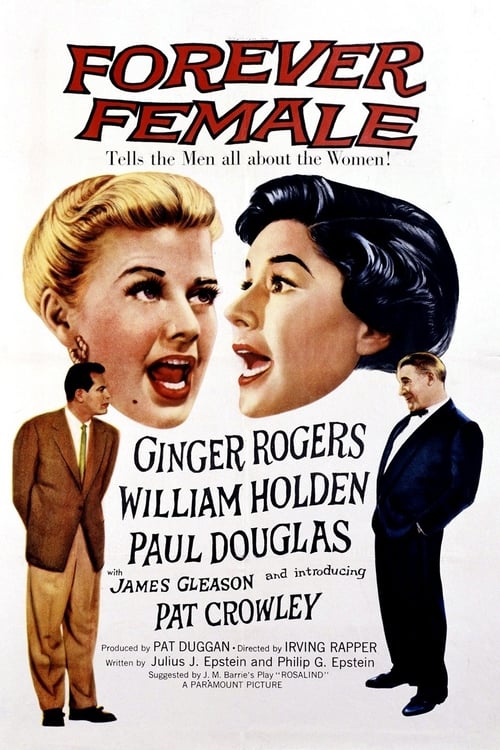 FOREVER
FEMALE
Tells the Men all about the Women!
GINGER ROGERS
WILLIAM HOLDEN
PAUL DOUGLAS
with JAMES GLEASON and introducing
PAT CROWLEY
Produced by PAT DUGGAN · Directed by IRVING RAPPER
Written by Julius J. Epstein and Philip G. Epstein
Suggested by J. M. Barrie's Play "ROSALIND"
A PARAMOUNT PICTURE